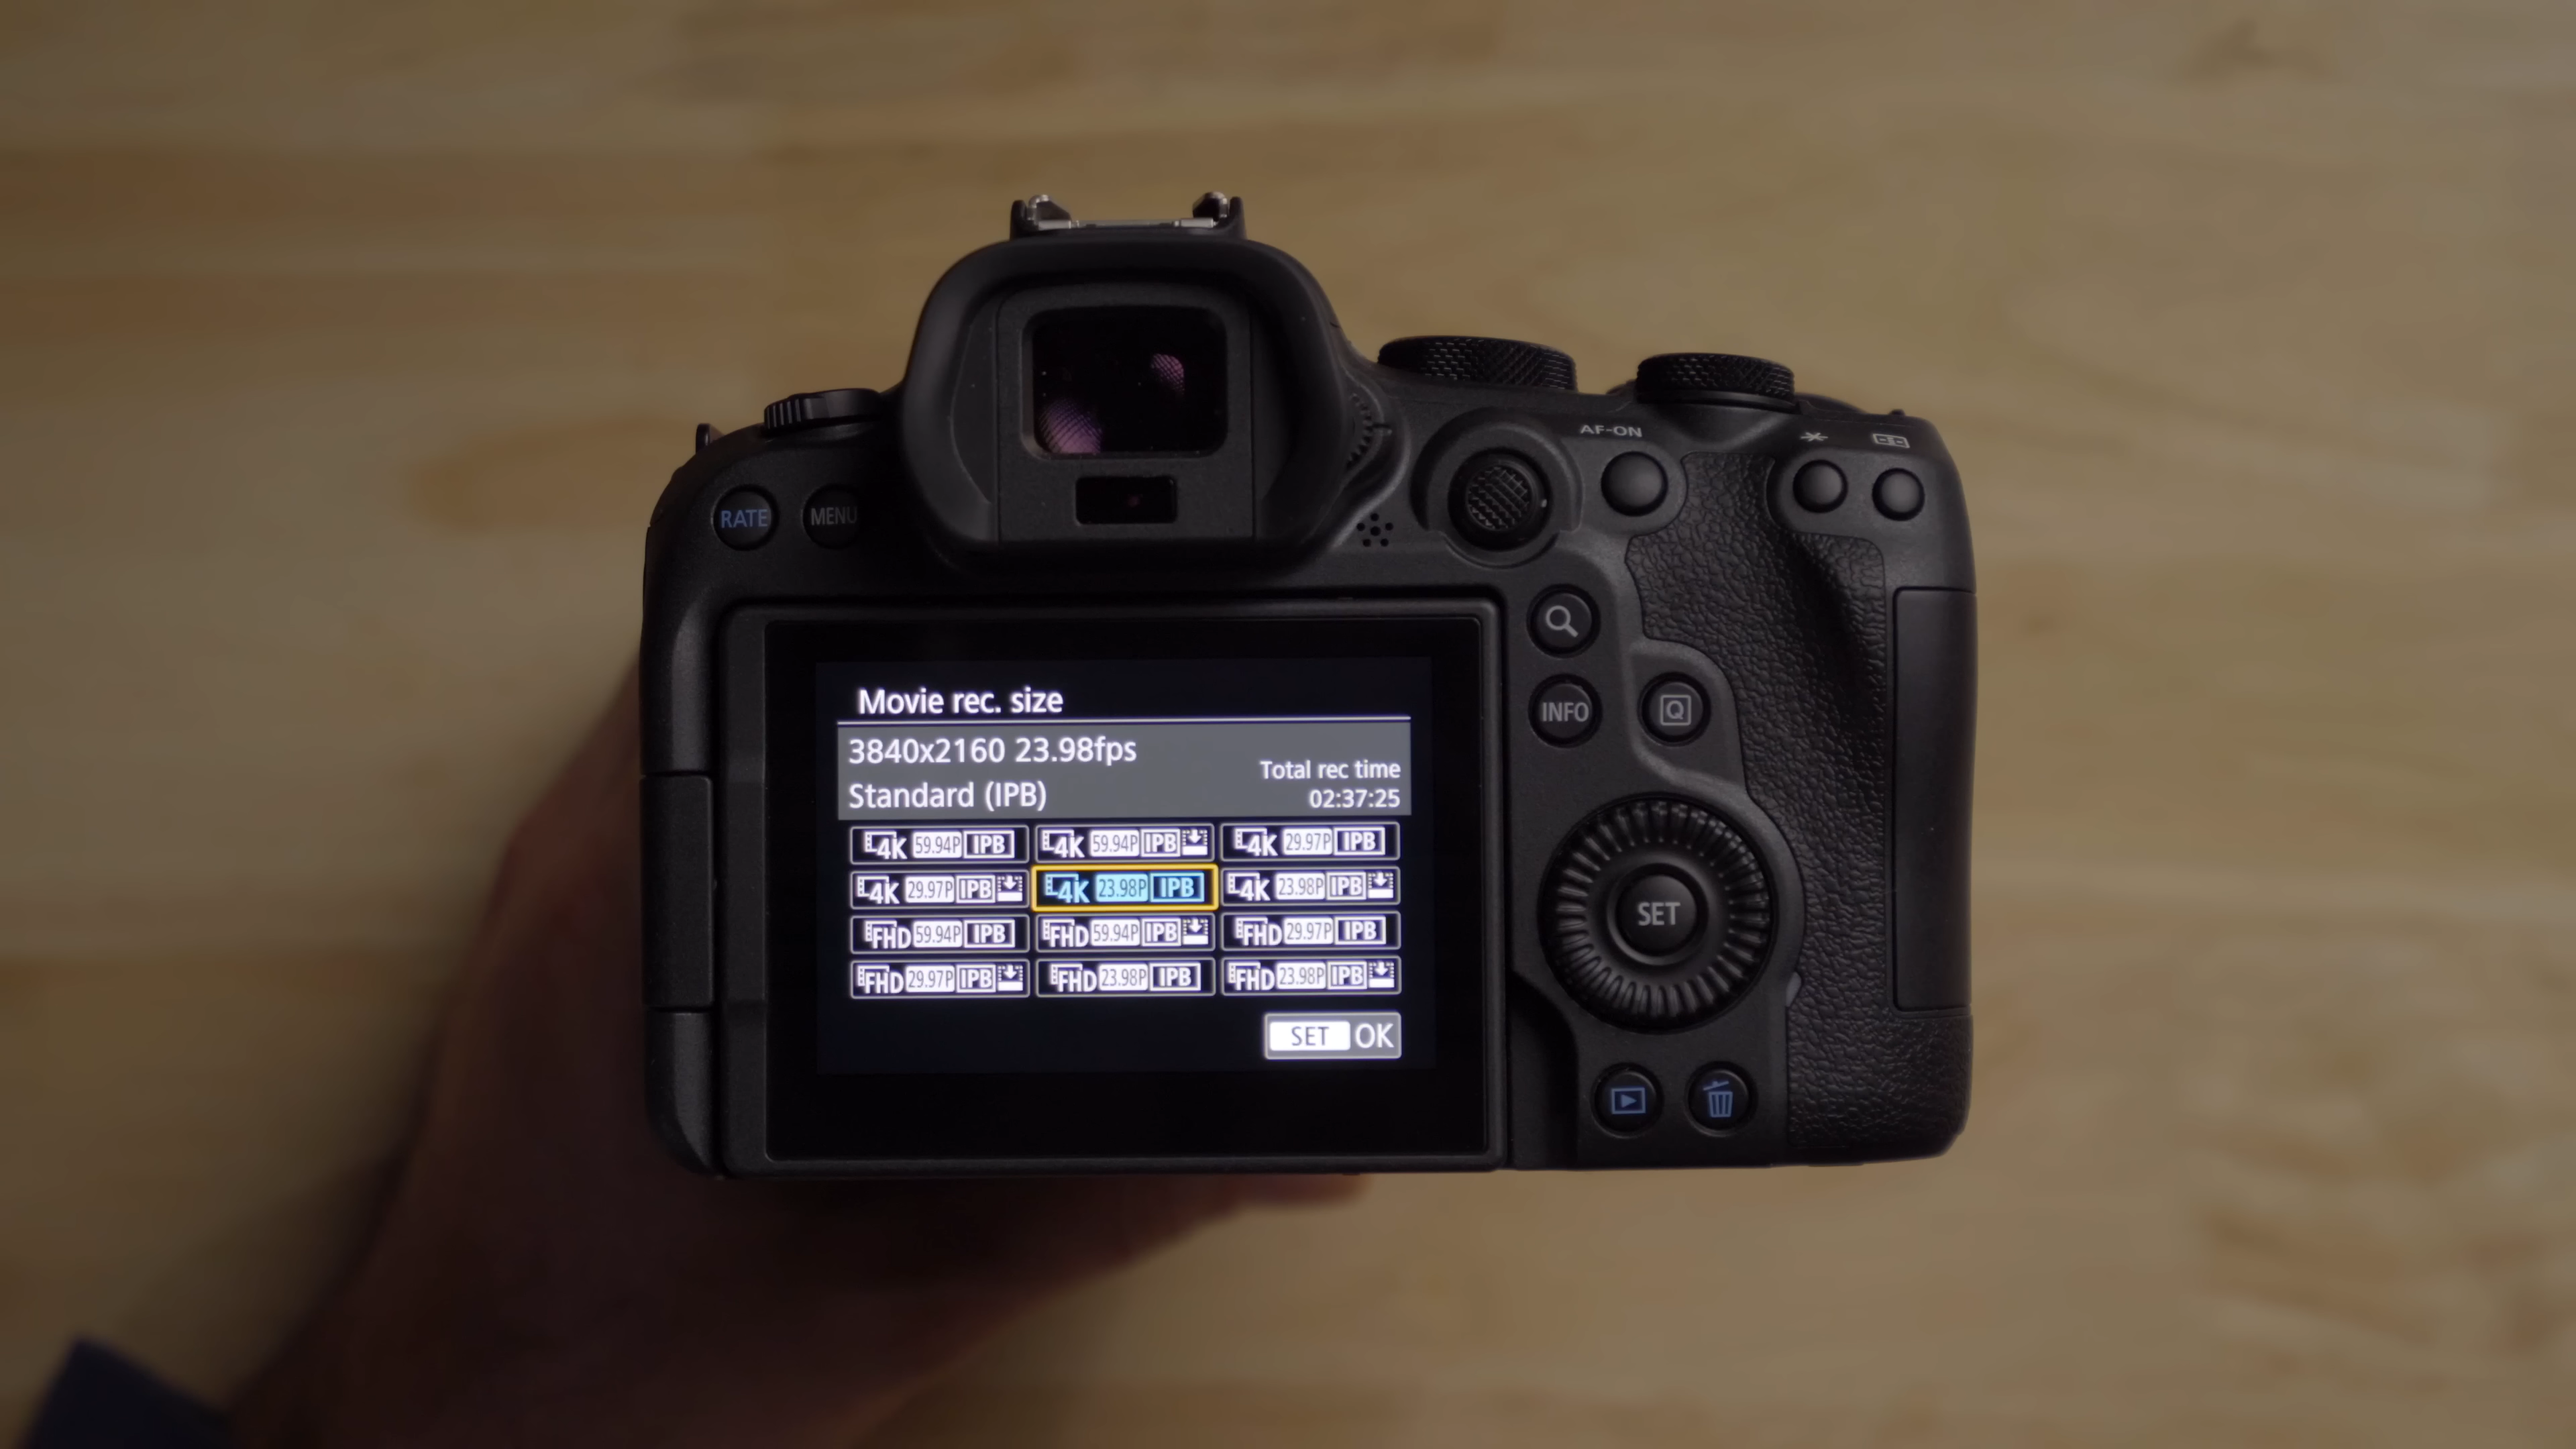 AF-ON
RATE MENU
Movie rec. size
3840x2160 23.98fps
Standard (IPB)
Total rec time
02:37:25
4K 59.94P IPB 4K 59.94P IPB 4K 29.97P IPB
4K 29.97P IPB 4K 23.98P IPB 4K 23.98P IPB
FHD 59.94P IPB FHD 59.94P IPB FHD 29.97P IPB
FHD 29.97P IPB FHD 23.98P IPB FHD 23.98P IPB
SET OK
INFO Q
SET